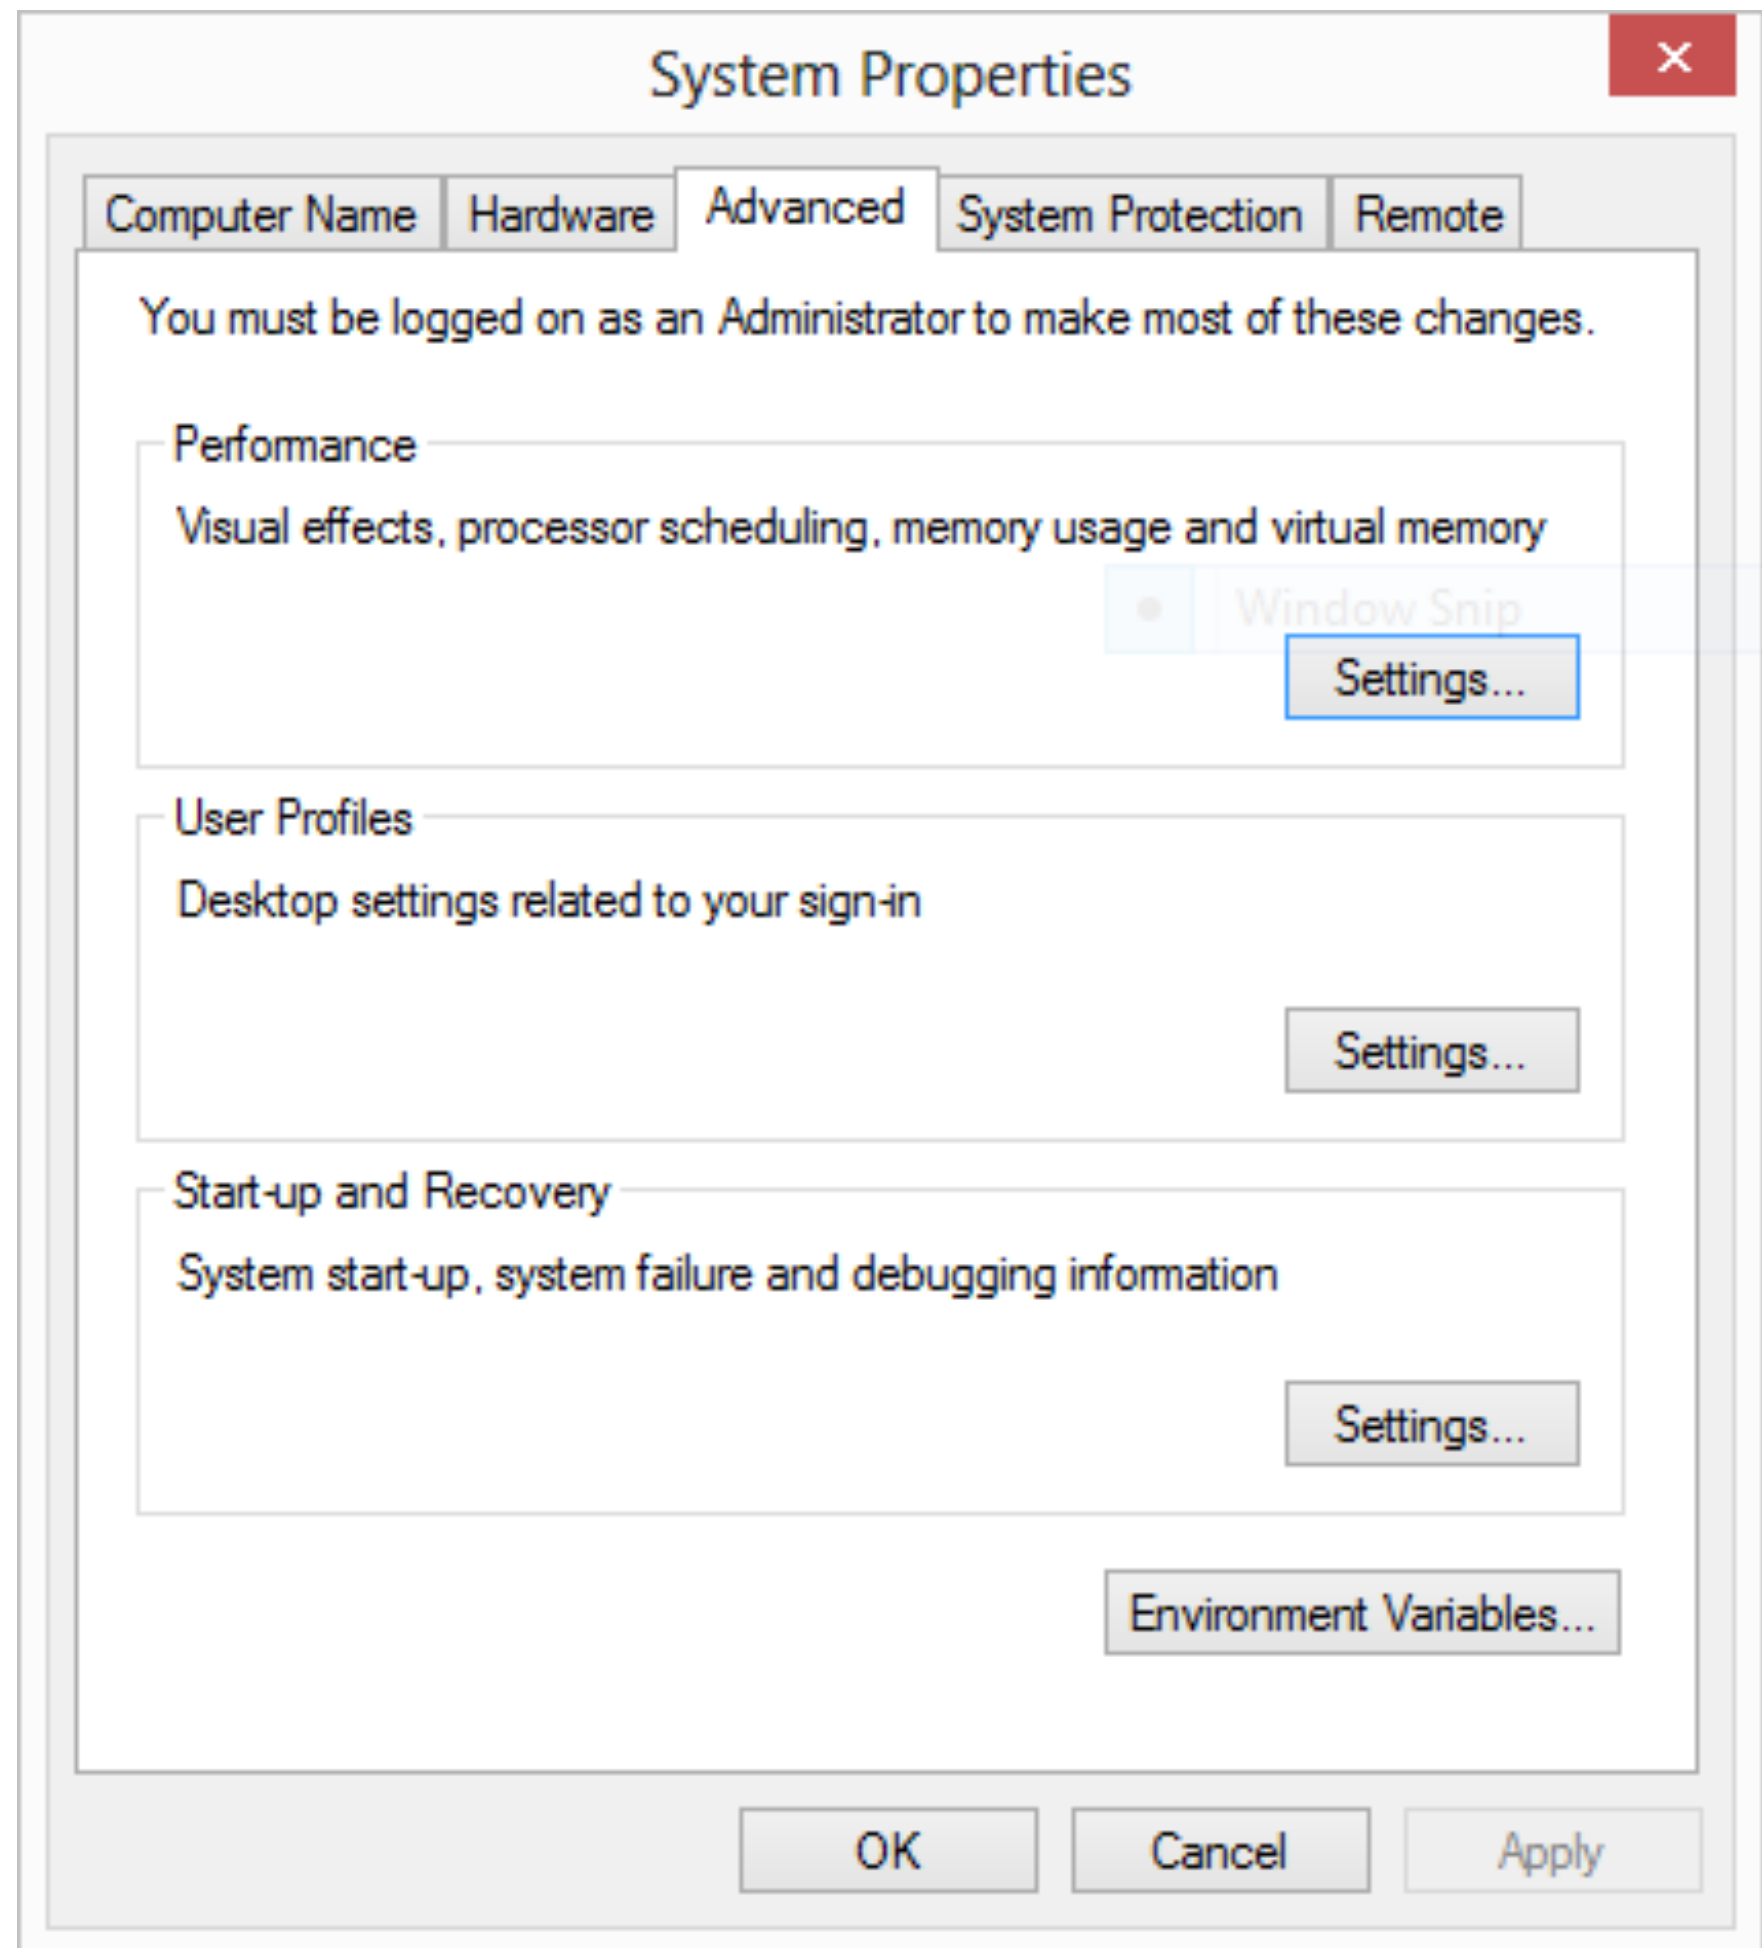 System Properties
Computer Name
Hardware
Advanced
System Protection
Remote
You must be logged on as an Administrator to make most of these changes.
Performance
Visual effects, processor scheduling, memory usage and virtual memory
Window Snip
Settings...
User Profiles
Desktop settings related to your sign-in
Settings...
Start-up and Recovery
System start-up, system failure and debugging information
Settings...
Environment Variables...
OK
Cancel
Apply